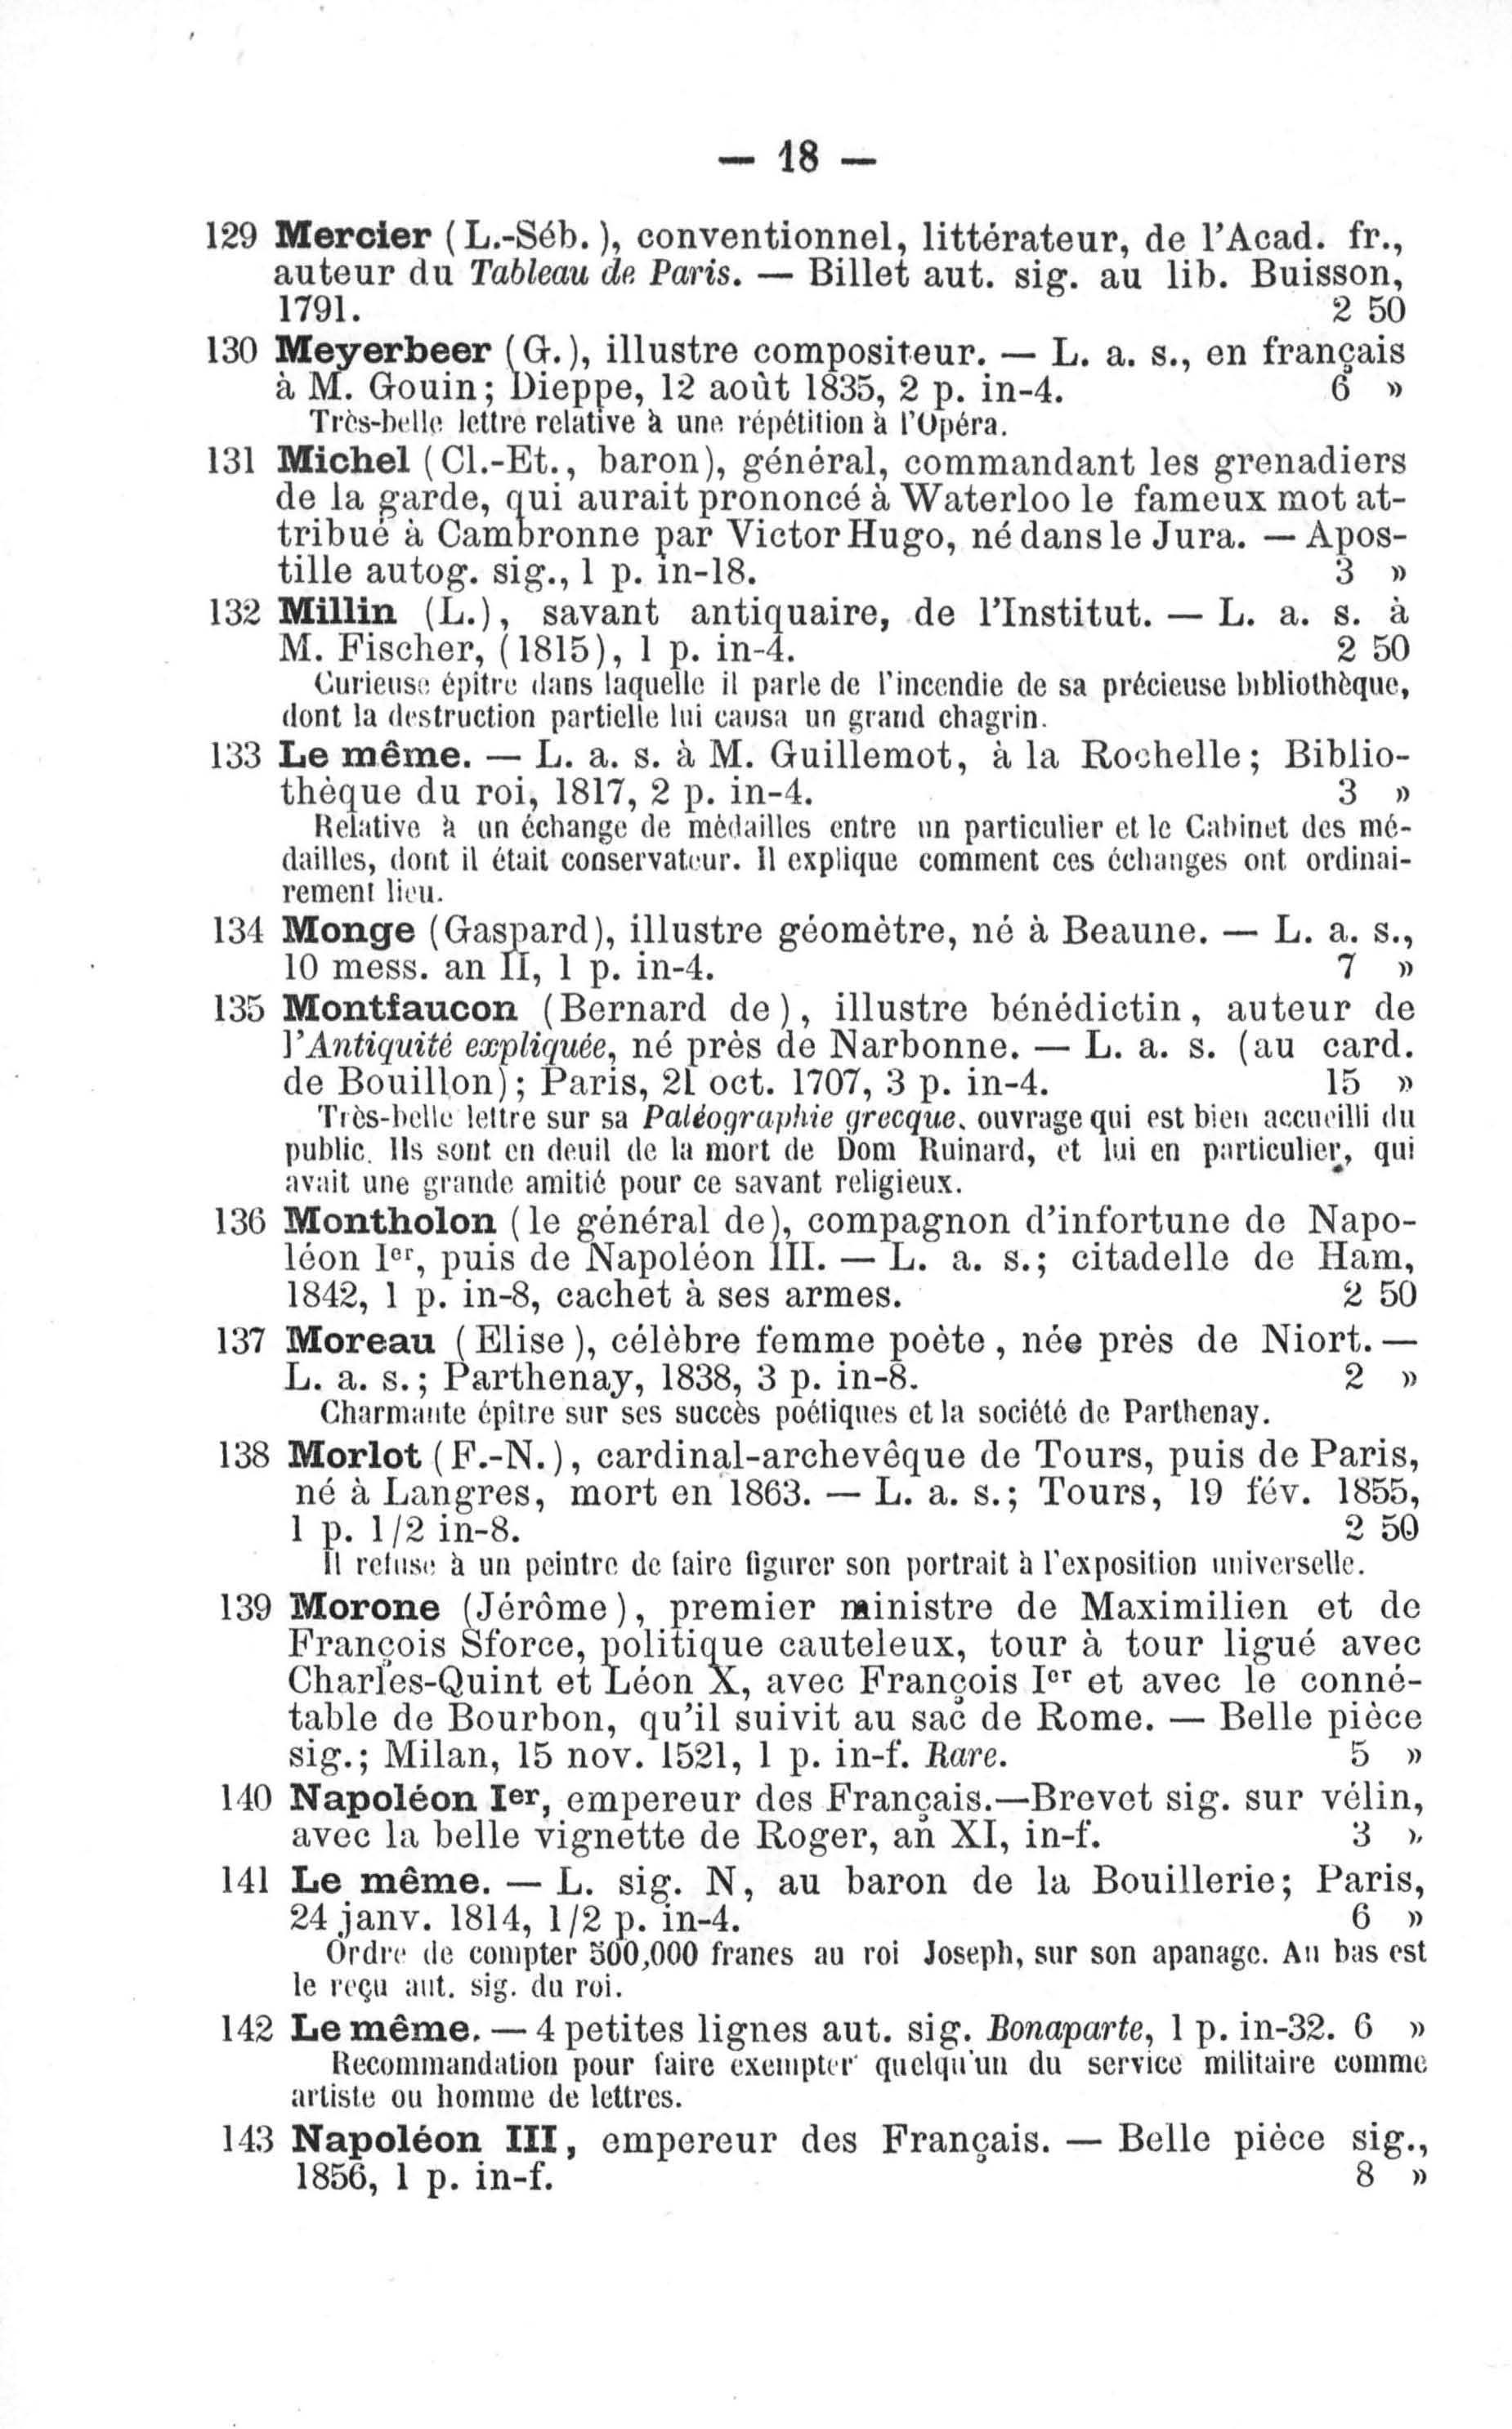 — 18 —
129 Mercier (L.-Séb.), conventionnel, littérateur, de l'Acad. fr.,
auteur du Tableau de Paris. — Billet aut. sig. au lib. Buisson,
1791. 2 50
130 Meyerbeer (G.), illustre compositeur. — L. a. s., en français
à M. Gouin; Dieppe, 12 août 1835, 2 p. in-4. 6 »
Très-belle lettre relative à une répétition à l'Opéra.
131 Michel (Cl.-Et., baron), général, commandant les grenadiers
de la garde, qui aurait prononcé à Waterloo le fameux mot at-
tribué à Cambronne par Victor Hugo, né dans le Jura. — Apos-
tille autog. sig., 1 p. in-18. 3 »
132 Millin (L.), savant antiquaire, de l'Institut. — L. a. s. à
M. Fischer, (1815), 1 p. in-4. 2 50
Curieuse épitre dans laquelle il parle de l'incendie de sa précieuse bibliothèque,
dont la destruction partielle lui causa un grand chagrin.
133 Le même. — L. a. s. à M. Guillemot, à la Rochelle; Biblio-
thèque du roi, 1817, 2 p. in-4. 3 »
Relative à un échange de médailles entre un particulier et le Cabinet des mé-
dailles, dont il était conservateur. Il explique comment ces échanges ont ordinai-
rement lieu.
134 Monge (Gaspard), illustre géomètre, né à Beaune. — L. a. s.,
10 mess. an II, 1 p. in-4. 7 »
135 Montfaucon (Bernard de), illustre bénédictin, auteur de
l'Antiquité expliquée, né près de Narbonne. — L. a. s. (au card.
de Bouillon); Paris, 21 oct. 1707, 3 p. in-4. 15 »
Très-belle lettre sur sa Paléographie grecque, ouvrage qui est bien accueilli du
public. Ils sont en deuil de la mort de Dom Ruinard, et lui en particulier, qui
avait une grande amitié pour ce savant religieux.
136 Montholon (le général de), compagnon d'infortune de Napo-
léon Ier, puis de Napoléon III. — L. a. s.; citadelle de Ham,
1842, 1 p. in-8, cachet à ses armes. 2 50
137 Moreau (Elise), célèbre femme poète, née près de Niort. —
L. a. s.; Parthenay, 1838, 3 p. in-8. 2 »
Charmante épître sur ses succès poétiques et la société de Parthenay.
138 Morlot (F.-N.), cardinal-archevêque de Tours, puis de Paris,
né à Langres, mort en 1863. — L. a. s.; Tours, 19 fév. 1855,
1 p. 1/2 in-8. 2 50
Il refuse à un peintre de faire figurer son portrait à l'exposition universelle.
139 Morone (Jérôme), premier ministre de Maximilien et de
François Sforce, politique cauteleux, tour à tour ligué avec
Charles-Quint et Léon X, avec François Ier et avec le conné-
table de Bourbon, qu'il suivit au sac de Rome. — Belle pièce
sig.; Milan, 15 nov. 1521, 1 p. in-f. Rare. 5 »
140 Napoléon Ier, empereur des Français.—Brevet sig. sur vélin,
avec la belle vignette de Roger, an XI, in-f. 3 »
141 Le même. — L. sig. N, au baron de la Bouillerie; Paris,
24 janv. 1814, 1/2 p. in-4. 6 »
Ordre de compter 500,000 francs au roi Joseph, sur son apanage. Au bas est
le reçu aut. sig. du roi.
142 Le même. — 4 petites lignes aut. sig. Bonaparte, 1 p. in-32. 6 »
Recommandation pour faire exempter quelqu'un du service militaire comme
artiste ou homme de lettres.
143 Napoléon III, empereur des Français. — Belle pièce sig.,
1856, 1 p. in-f. 8 »